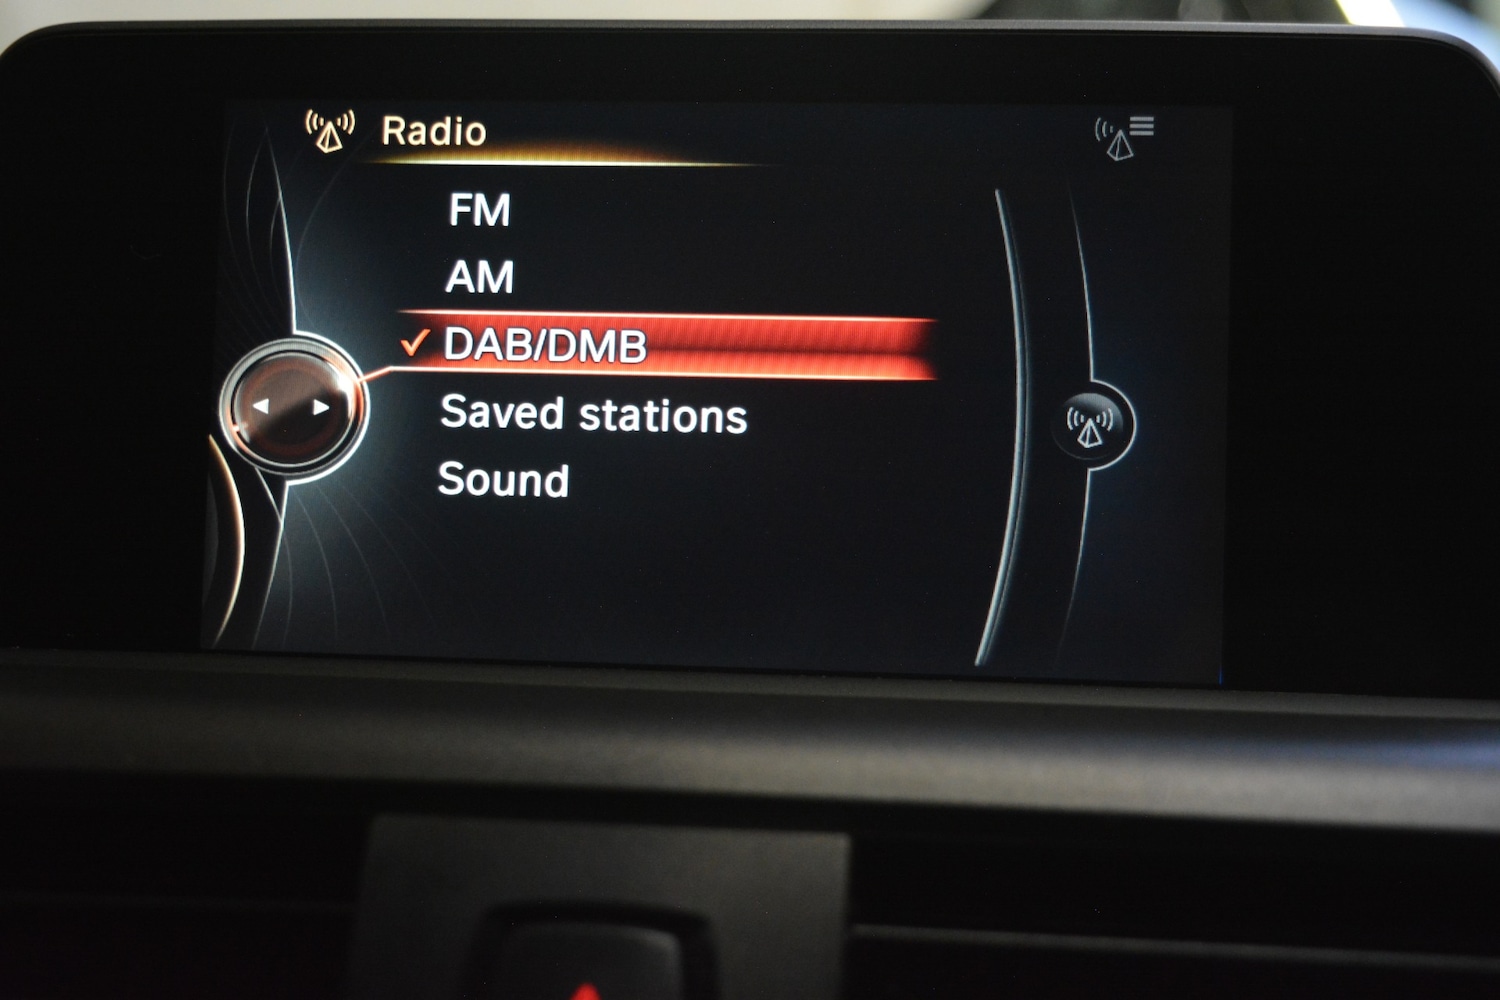 Radio
FM
AM
DAB/DMB
Saved stations
Sound